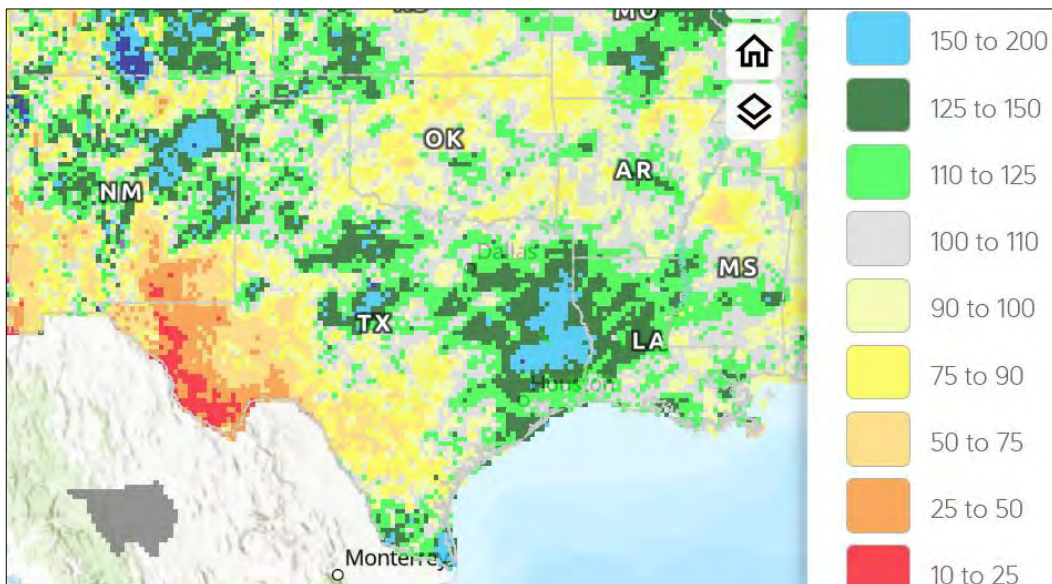 MO
OK
AR
NM
Dallas
MS
TX
LA
Houston
Monterrey
150 to 200
125 to 150
110 to 125
100 to 110
90 to 100
75 to 90
50 to 75
25 to 50
10 to 25